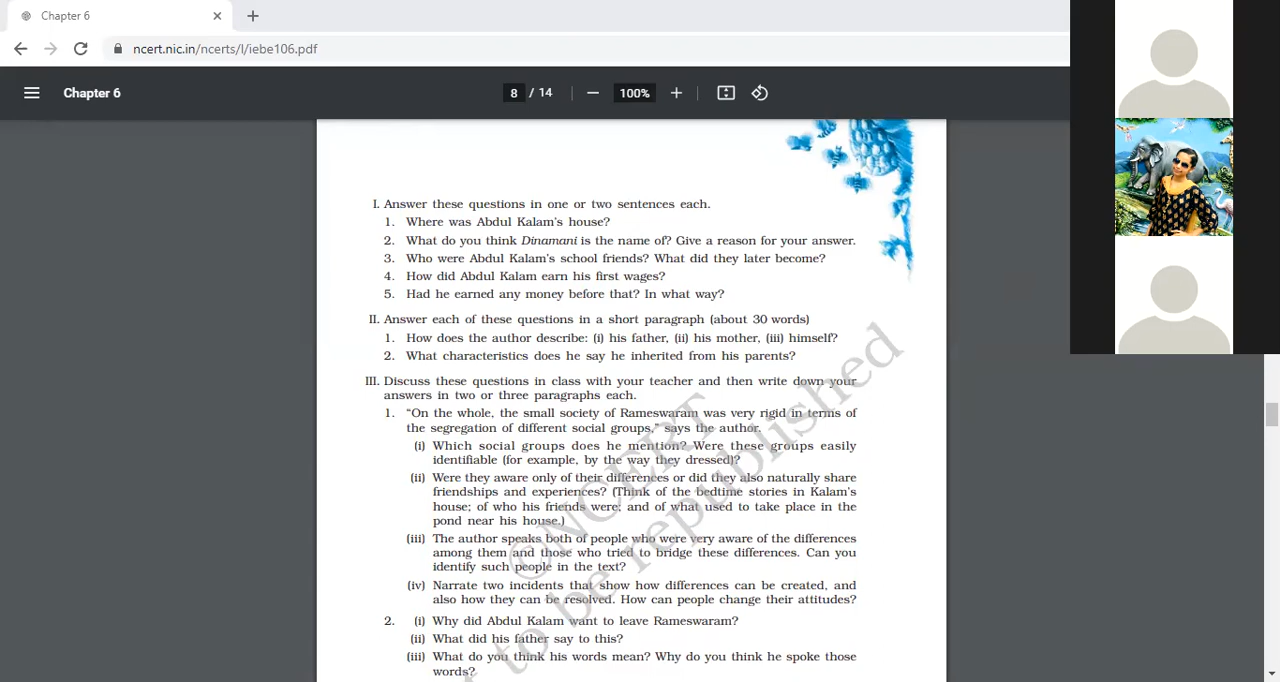 Chapter 6
ncert.nic.in/ncerts/l/iebe106.pdf
Chapter 6
8 / 14
100%
I. Answer these questions in one or two sentences each.
1. Where was Abdul Kalam's house?
2. What do you think Dinamani is the name of? Give a reason for your answer.
3. Who were Abdul Kalam's school friends? What did they later become?
4. How did Abdul Kalam earn his first wages?
5. Had he earned any money before that? In what way?
II. Answer each of these questions in a short paragraph (about 30 words)
1. How does the author describe: (i) his father, (ii) his mother, (iii) himself?
2. What characteristics does he say he inherited from his parents?
III. Discuss these questions in class with your teacher and then write down your
answers in two or three paragraphs each.
1. “On the whole, the small society of Rameswaram was very rigid in terms of
the segregation of different social groups,” says the author.
(i) Which social groups does he mention? Were these groups easily
identifiable (for example, by the way they dressed)?
(ii) Were they aware only of their differences or did they also naturally share
friendships and experiences? (Think of the bedtime stories in Kalam's
house; of who his friends were; and of what used to take place in the
pond near his house.)
(iii) The author speaks both of people who were very aware of the differences
among them and those who tried to bridge these differences. Can you
identify such people in the text?
(iv) Narrate two incidents that show how differences can be created, and
also how they can be resolved. How can people change their attitudes?
2. (i) Why did Abdul Kalam want to leave Rameswaram?
(ii) What did his father say to this?
(iii) What do you think his words mean? Why do you think he spoke those
words?
©NCERT
to be republished